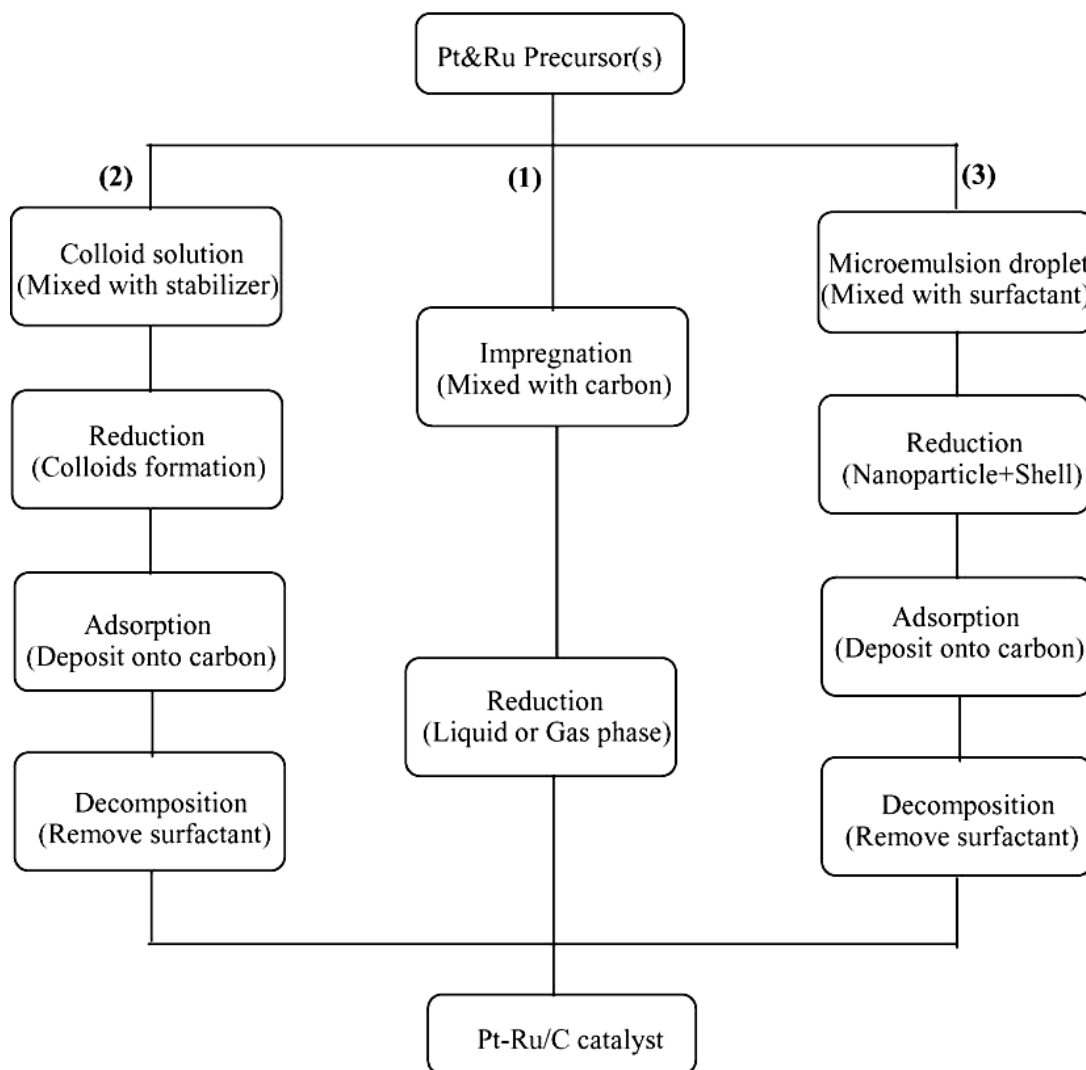 Pt&Ru Precursor(s)
(2)
(1)
(3)
Colloid solution
(Mixed with stabilizer)
Impregnation
(Mixed with carbon)
Microemulsion droplet
(Mixed with surfactant)
Reduction
(Colloids formation)
Reduction
(Nanoparticle+Shell)
Adsorption
(Deposit onto carbon)
Reduction
(Liquid or Gas phase)
Adsorption
(Deposit onto carbon)
Decomposition
(Remove surfactant)
Decomposition
(Remove surfactant)
Pt-Ru/C catalyst